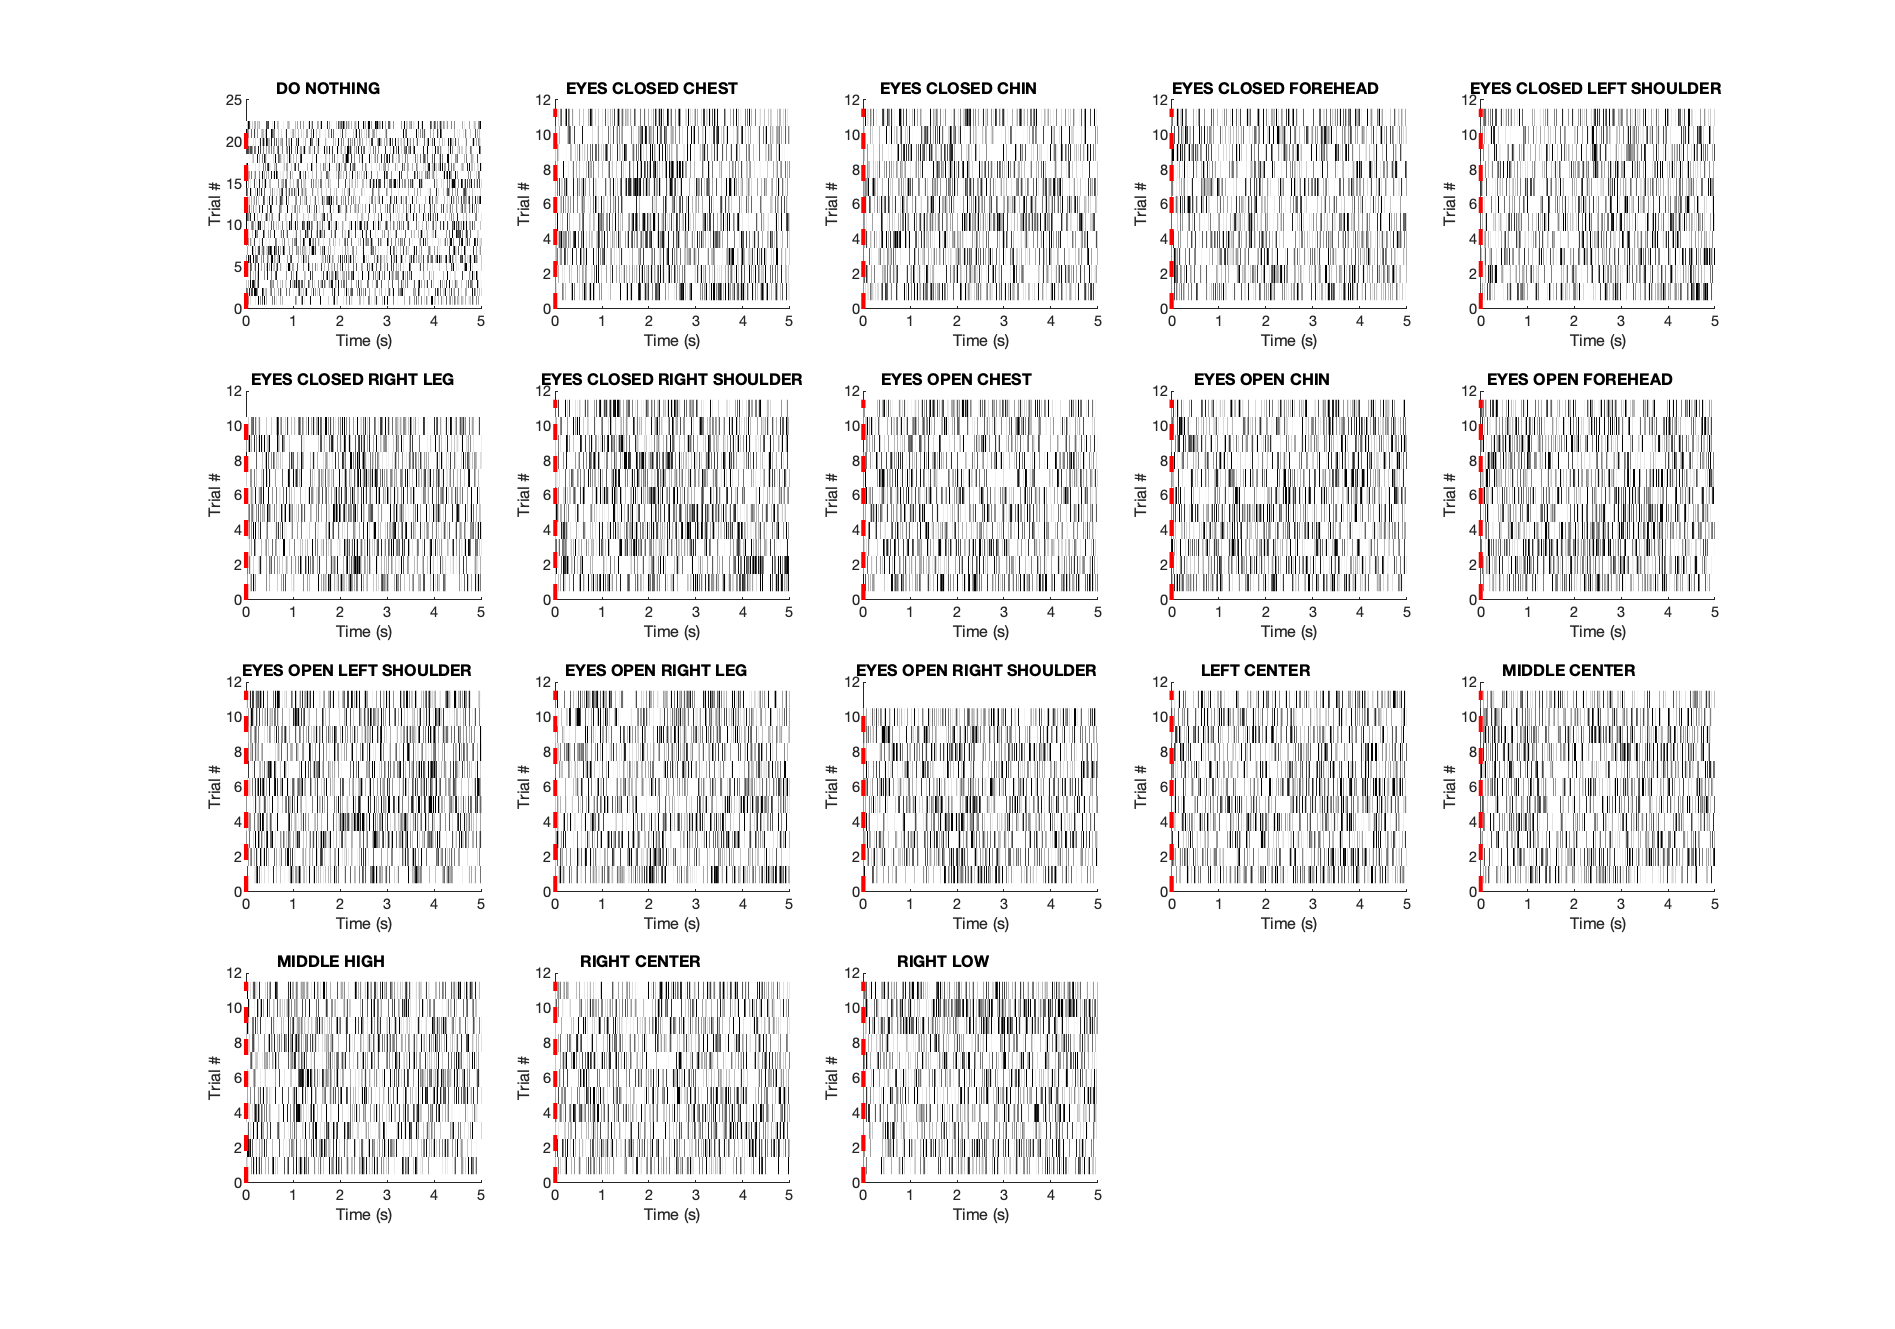 DO NOTHING
25
20
15
10
5
0
Trial #
0 1 2 3 4 5
Time (s)
EYES CLOSED CHEST
12
10
8
6
4
2
0
Trial #
0 1 2 3 4 5
Time (s)
EYES CLOSED CHIN
12
10
8
6
4
2
0
Trial #
0 1 2 3 4 5
Time (s)
EYES CLOSED FOREHEAD
12
10
8
6
4
2
0
Trial #
0 1 2 3 4 5
Time (s)
EYES CLOSED LEFT SHOULDER
12
10
8
6
4
2
0
Trial #
0 1 2 3 4 5
Time (s)
EYES CLOSED RIGHT LEG
12
10
8
6
4
2
0
Trial #
0 1 2 3 4 5
Time (s)
EYES CLOSED RIGHT SHOULDER
12
10
8
6
4
2
0
Trial #
0 1 2 3 4 5
Time (s)
EYES OPEN CHEST
12
10
8
6
4
2
0
Trial #
0 1 2 3 4 5
Time (s)
EYES OPEN CHIN
12
10
8
6
4
2
0
Trial #
0 1 2 3 4 5
Time (s)
EYES OPEN FOREHEAD
12
10
8
6
4
2
0
Trial #
0 1 2 3 4 5
Time (s)
EYES OPEN LEFT SHOULDER
12
10
8
6
4
2
0
Trial #
0 1 2 3 4 5
Time (s)
EYES OPEN RIGHT LEG
12
10
8
6
4
2
0
Trial #
0 1 2 3 4 5
Time (s)
EYES OPEN RIGHT SHOULDER
12
10
8
6
4
2
0
Trial #
0 1 2 3 4 5
Time (s)
LEFT CENTER
12
10
8
6
4
2
0
Trial #
0 1 2 3 4 5
Time (s)
MIDDLE CENTER
12
10
8
6
4
2
0
Trial #
0 1 2 3 4 5
Time (s)
MIDDLE HIGH
12
10
8
6
4
2
0
Trial #
0 1 2 3 4 5
Time (s)
RIGHT CENTER
12
10
8
6
4
2
0
Trial #
0 1 2 3 4 5
Time (s)
RIGHT LOW
12
10
8
6
4
2
0
Trial #
0 1 2 3 4 5
Time (s)